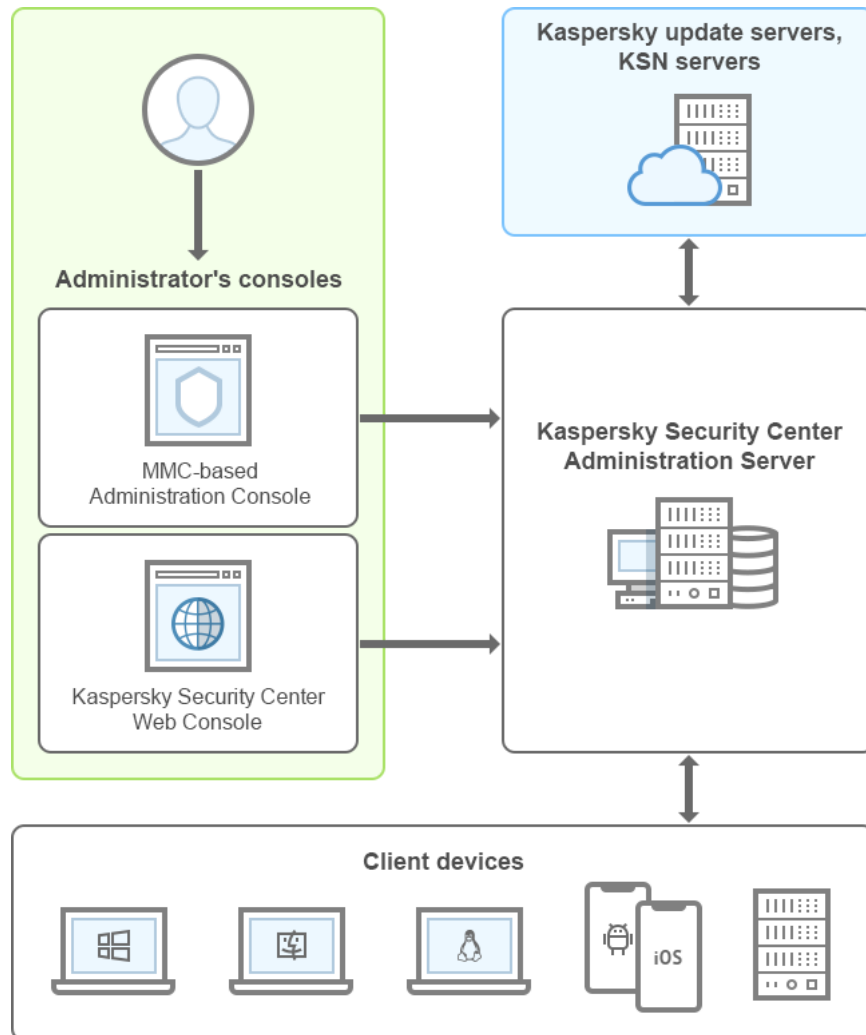 Kaspersky update servers,
KSN servers
Administrator's consoles
MMC-based
Administration Console
Kaspersky Security Center
Web Console
Kaspersky Security Center
Administration Server
Client devices
iOS